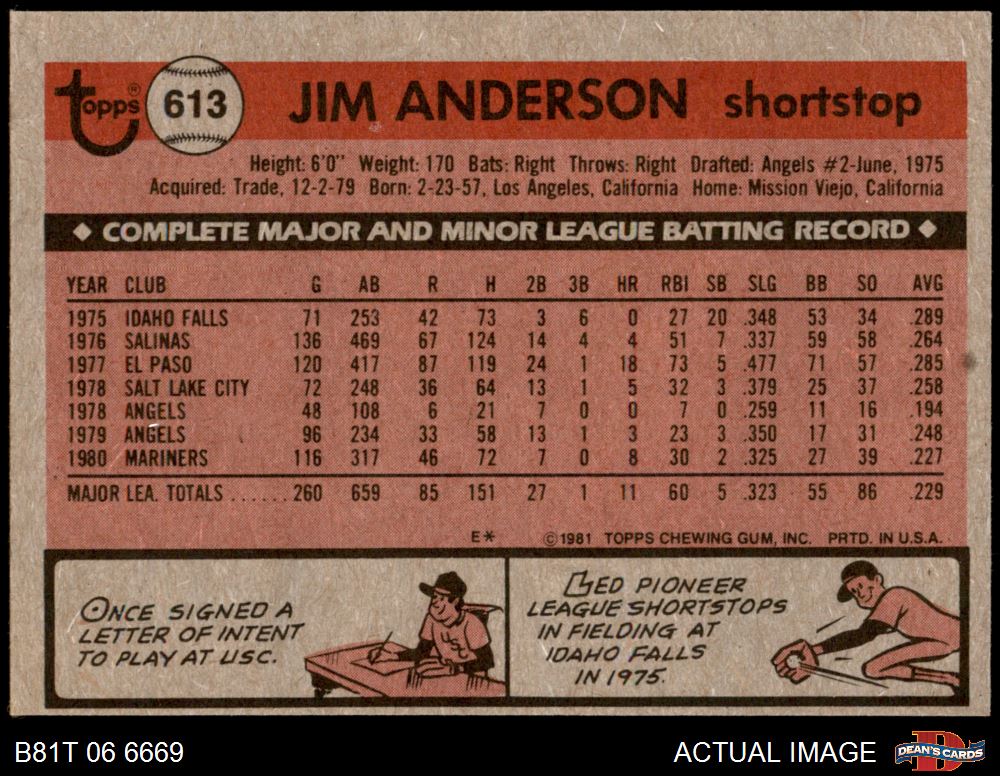 Topps® 613 JIM ANDERSON shortstop
Height: 6'0" Weight: 170 Bats: Right Throws: Right Drafted: Angels #2-June, 1975
Acquired: Trade, 12-2-79 Born: 2-23-57, Los Angeles, California Home: Mission Viejo, California
◆ COMPLETE MAJOR AND MINOR LEAGUE BATTING RECORD ◆
YEAR CLUB G AB R H 2B 3B HR RBI SB SLG BB SO AVG
1975 IDAHO FALLS 71 253 42 73 3 6 0 27 20 .348 53 34 .289
1976 SALINAS 136 469 67 124 14 4 4 51 7 .337 59 58 .264
1977 EL PASO 120 417 87 119 24 1 18 73 5 .477 71 57 .285
1978 SALT LAKE CITY 72 248 36 64 13 1 5 32 3 .379 25 37 .258
1978 ANGELS 48 108 6 21 7 0 0 7 0 .259 11 16 .194
1979 ANGELS 96 234 33 58 13 1 3 23 3 .350 17 31 .248
1980 MARINERS 116 317 46 72 7 0 8 30 2 .325 27 39 .227
MAJOR LEA. TOTALS ...... 260 659 85 151 27 1 11 60 5 .323 55 86 .229
E* ©1981 TOPPS CHEWING GUM, INC. PRTD. IN U.S.A.
ONCE SIGNED A
LETTER OF INTENT
TO PLAY AT USC.
USC
LED PIONEER
LEAGUE SHORTSTOPS
IN FIELDING AT
IDAHO FALLS
IN 1975.
B81T 06 6669 ACTUAL IMAGE DEAN'S CARDS